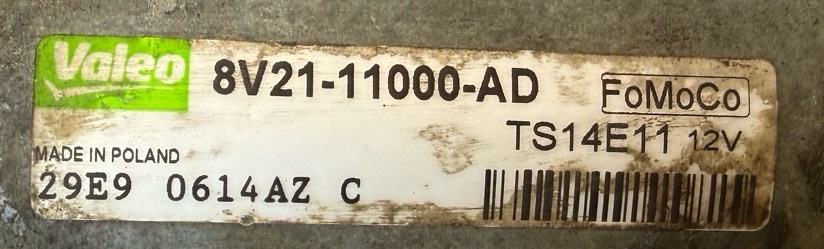 Valeo 8V21-11000-AD FoMoCo
TS14E11 12V
MADE IN POLAND
29E9 0614AZ C